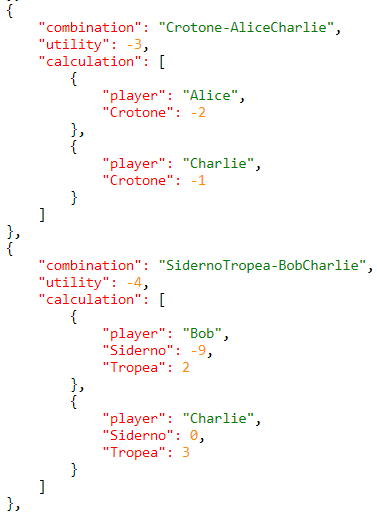 {
    "combination": "Crotone-AliceCharlie",
    "utility": -3,
    "calculation": [
        {
            "player": "Alice",
            "Crotone": -2
        },
        {
            "player": "Charlie",
            "Crotone": -1
        }
    ]
},
{
    "combination": "SidernoTropea-BobCharlie",
    "utility": -4,
    "calculation": [
        {
            "player": "Bob",
            "Siderno": -9,
            "Tropea": 2
        },
        {
            "player": "Charlie",
            "Siderno": 0,
            "Tropea": 3
        }
    ]
},